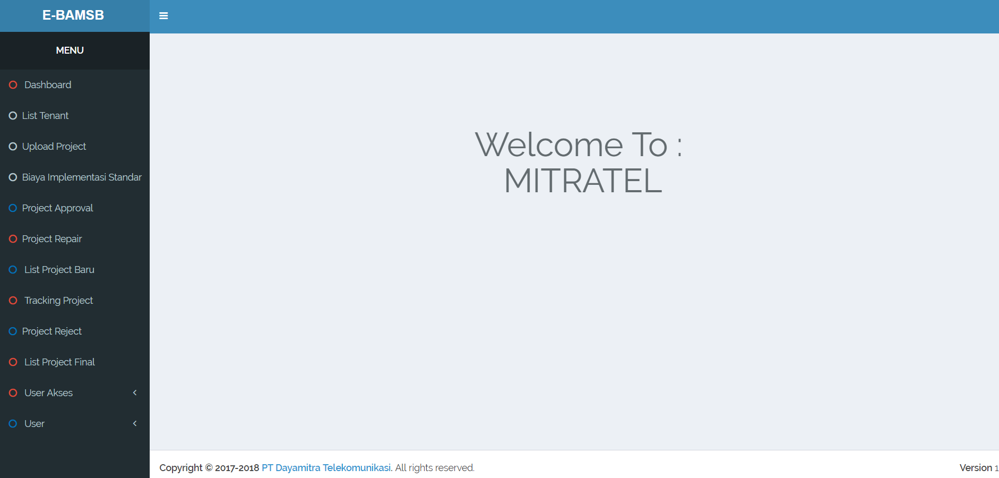 E-BAMSB
MENU
Dashboard
List Tenant
Upload Project
Biaya Implementasi Standar
Project Approval
Project Repair
List Project Baru
Tracking Project
Project Reject
List Project Final
User Akses
User
Welcome To :
MITRATEL
Copyright © 2017-2018 PT Dayamitra Telekomunikasi. All rights reserved.
Version 1